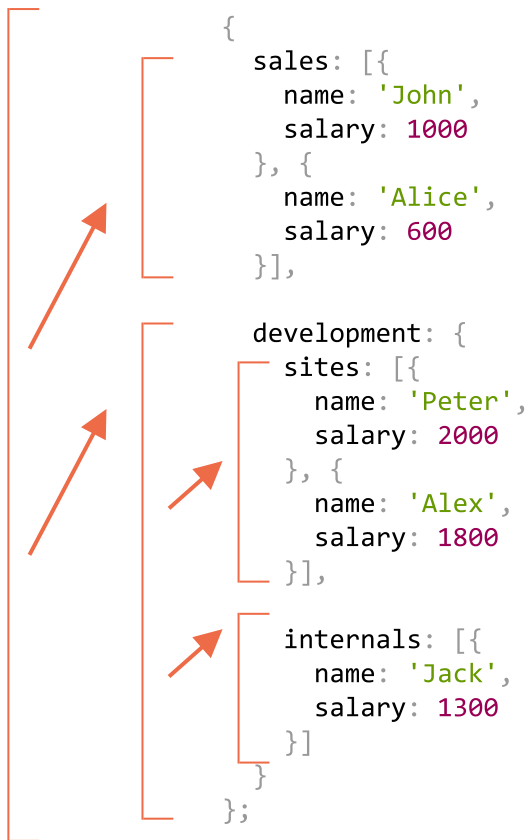 {
  sales: [{
    name: 'John',
    salary: 1000
  }, {
    name: 'Alice',
    salary: 600
  }],
  development: {
    sites: [{
      name: 'Peter',
      salary: 2000
    }, {
      name: 'Alex',
      salary: 1800
    }],
    internals: [{
      name: 'Jack',
      salary: 1300
    }]
  }
};